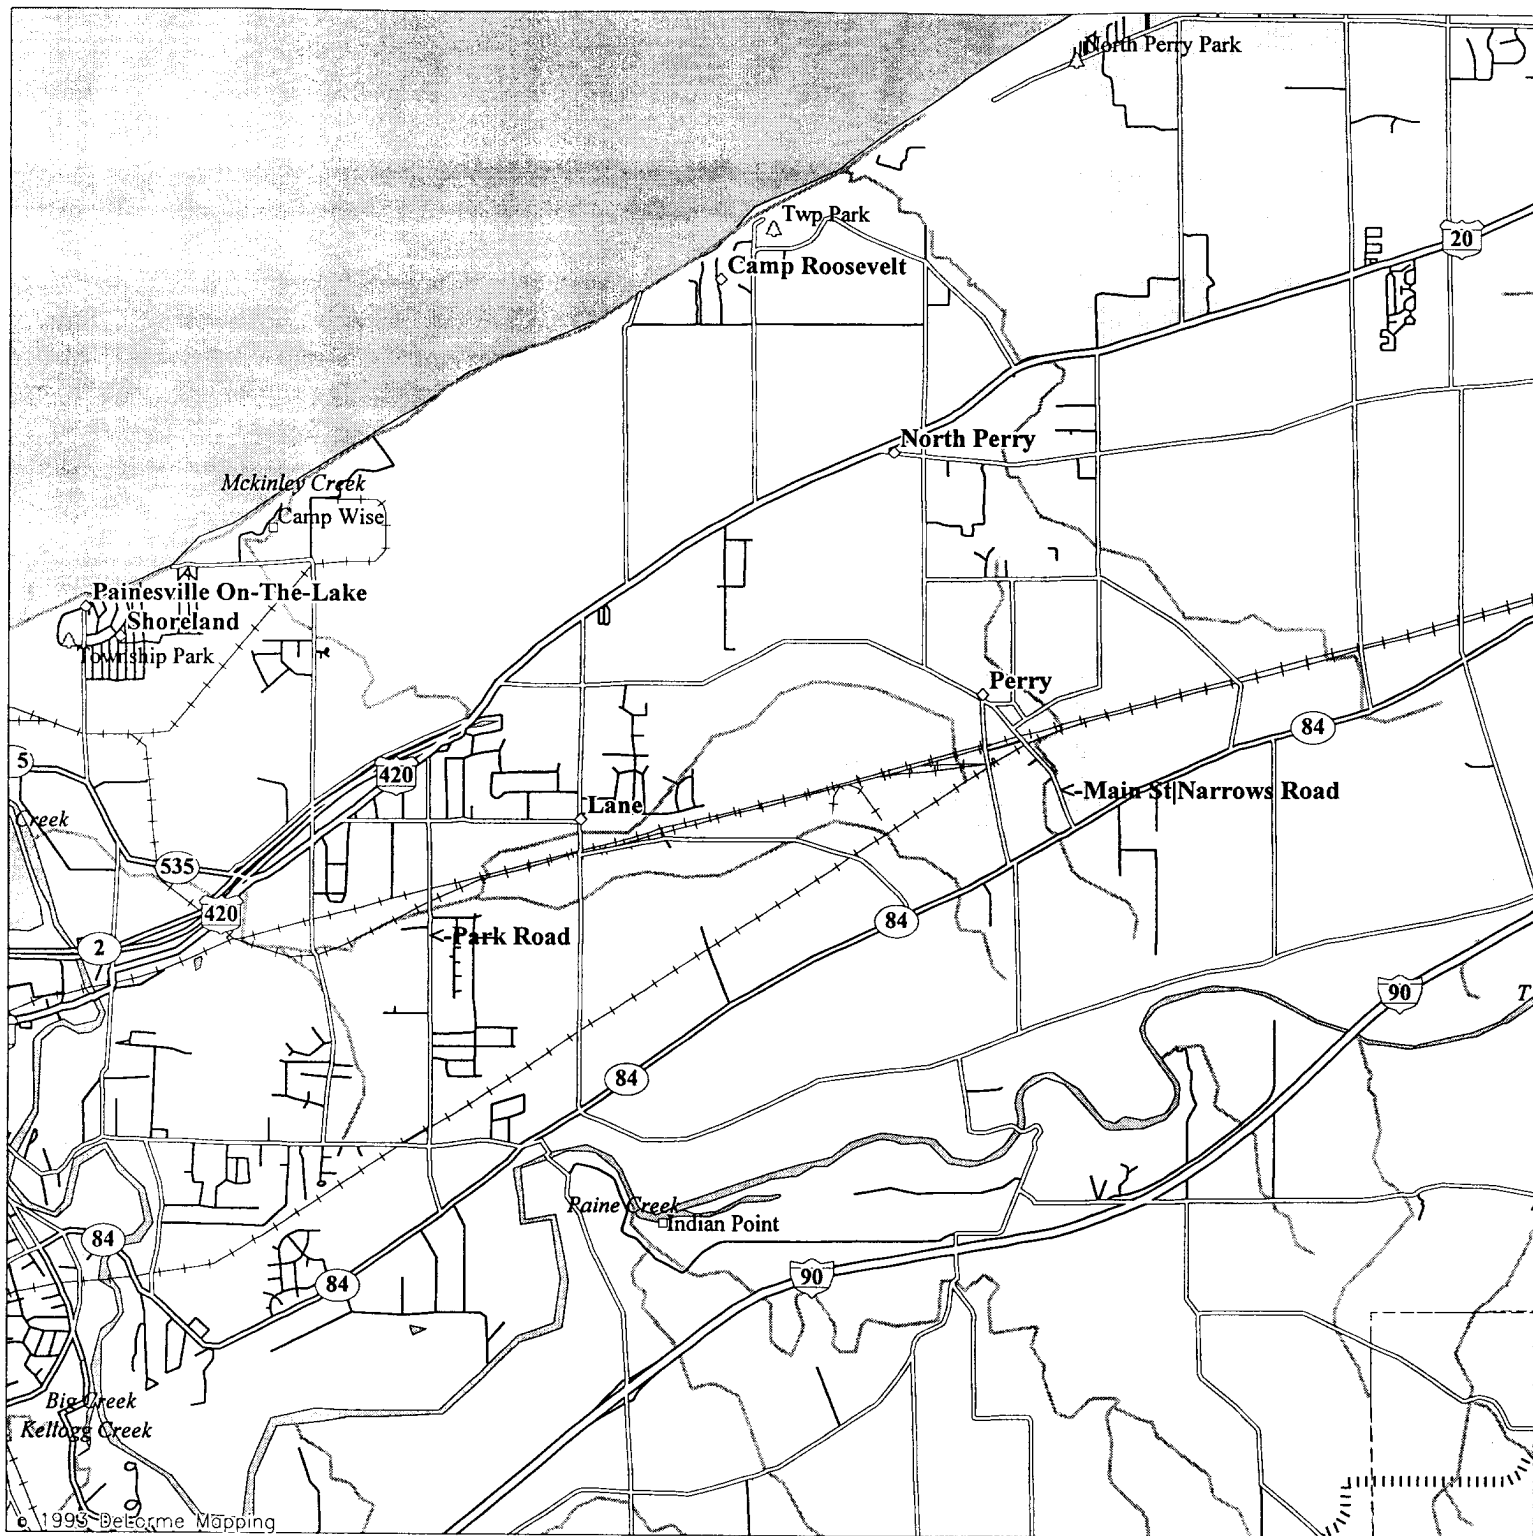 North Perry Park
Twp Park
20
Camp Roosevelt
North Perry
Mckinley Creek
Camp Wise
Painesville On-The-Lake
Shoreland
Township Park
Perry
84
5
420
<-Main St|Narrows Road
Lane
Creek
535
420
84
<-Park Road
2
90
T
84
Paine Creek
Indian Point
84
90
84
Big Creek
Kellogg Creek
© 1993 DeLorme Mapping